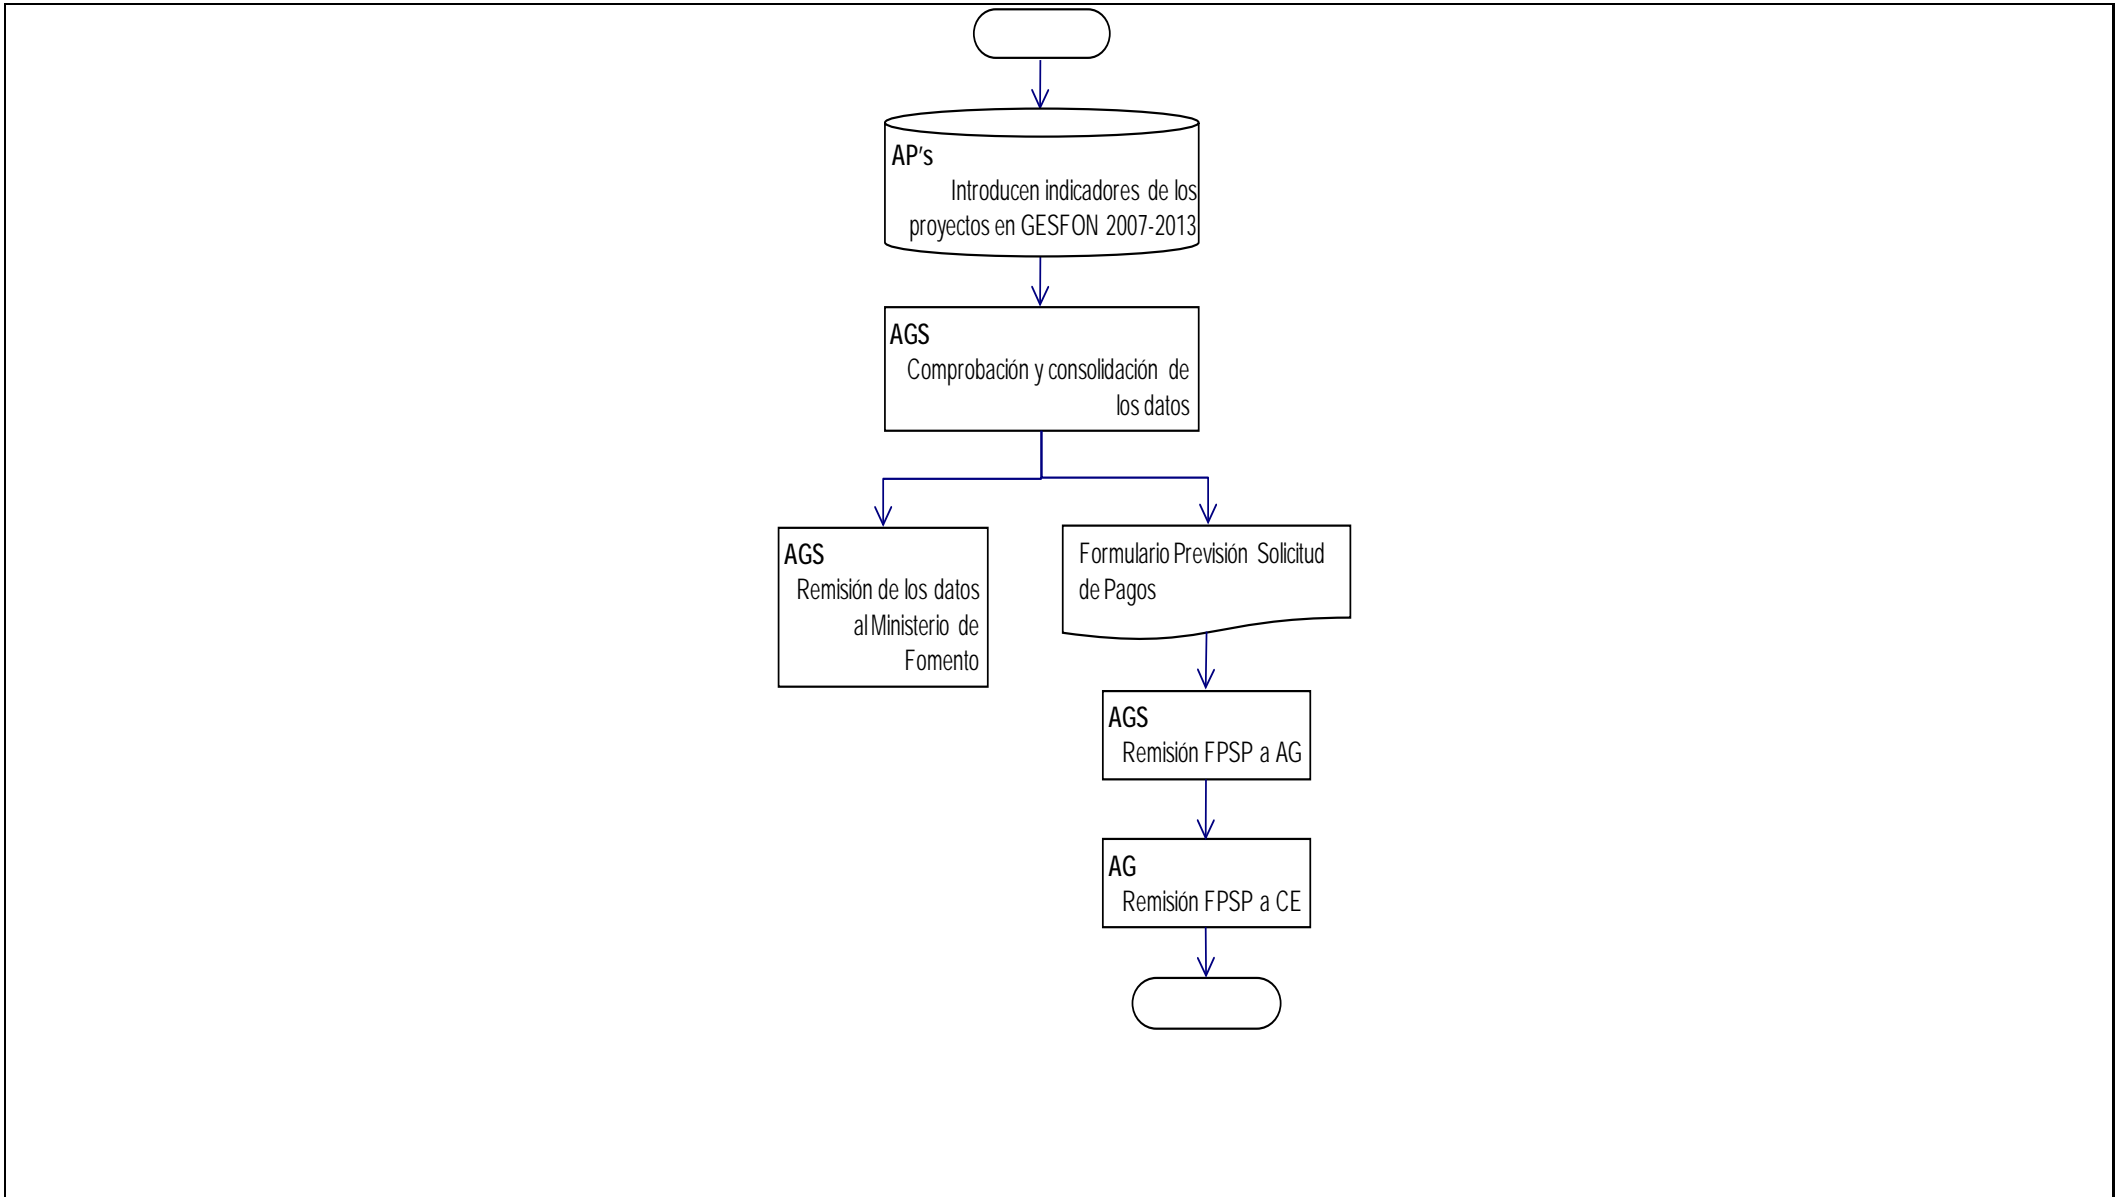 AP's
Introducen indicadores de los
proyectos en GESFON 2007-2013
AGS
Comprobación y consolidación de
los datos
AGS
Remisión de los datos
al Ministerio de
Fomento
Formulario Previsión Solicitud
de Pagos
AGS
Remisión FPSP a AG
AG
Remisión FPSP a CE